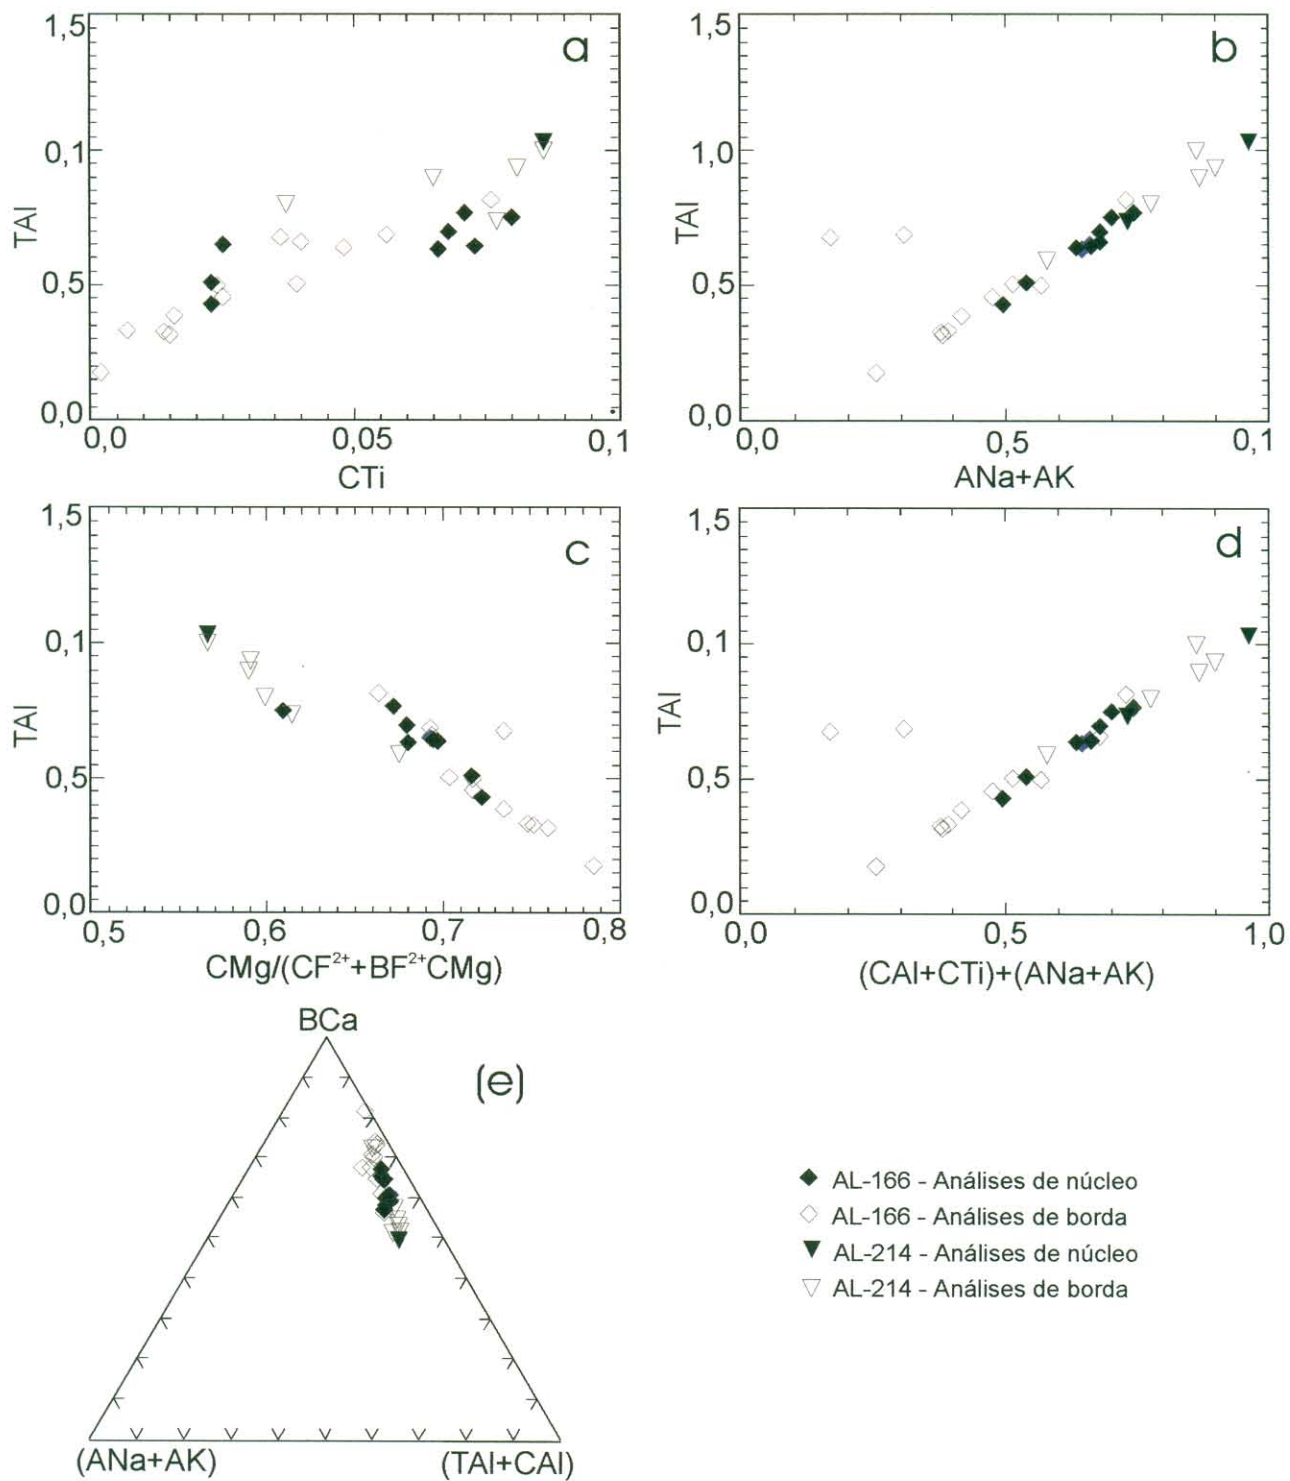 1,5
a
0,1
TAl
0,5
0,0
0,0
0,05
0,1
CTi
1,5
b
1,0
TAl
0,5
0,0
0,0
0,5
0,1
ANa+AK
1,5
c
0,1
TAl
0,5
0,0
0,5
0,6
0,7
0,8
CMg/(CF²⁺+BF²⁺CMg)
1,5
d
0,1
TAl
0,5
0,0
0,0
0,5
1,0
(CAl+CTi)+(ANa+AK)
BCa
(e)
(ANa+AK)
(TAl+CAl)
AL-166 - Análises de núcleo
AL-166 - Análises de borda
AL-214 - Análises de núcleo
AL-214 - Análises de borda